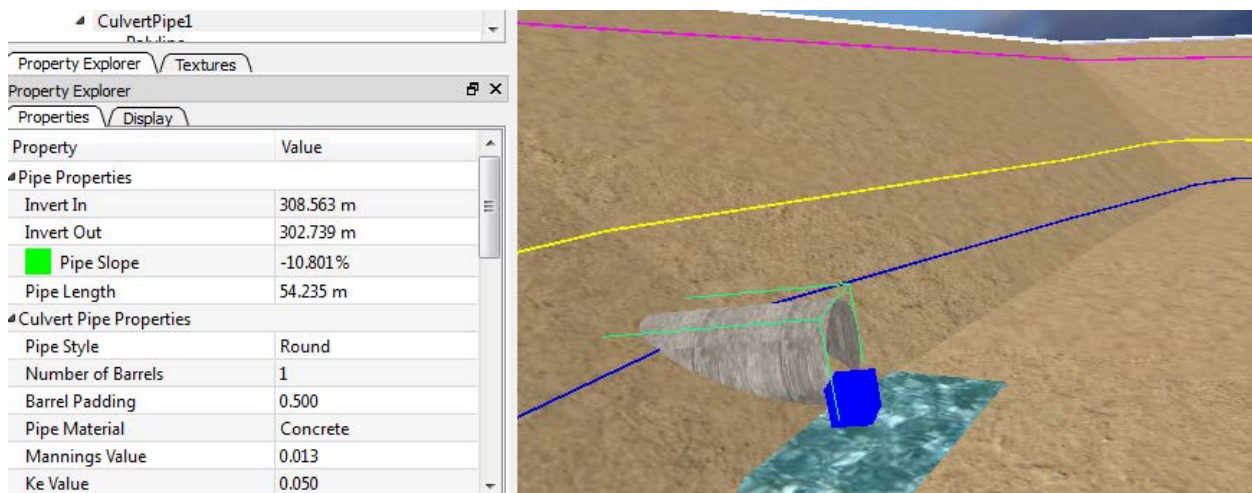 CulvertPipe1
Polyline
Property Explorer Textures
Property Explorer
Properties Display
Property Value
Pipe Properties
Invert In 308.563 m
Invert Out 302.739 m
Pipe Slope -10.801%
Pipe Length 54.235 m
Culvert Pipe Properties
Pipe Style Round
Number of Barrels 1
Barrel Padding 0.500
Pipe Material Concrete
Mannings Value 0.013
Ke Value 0.050